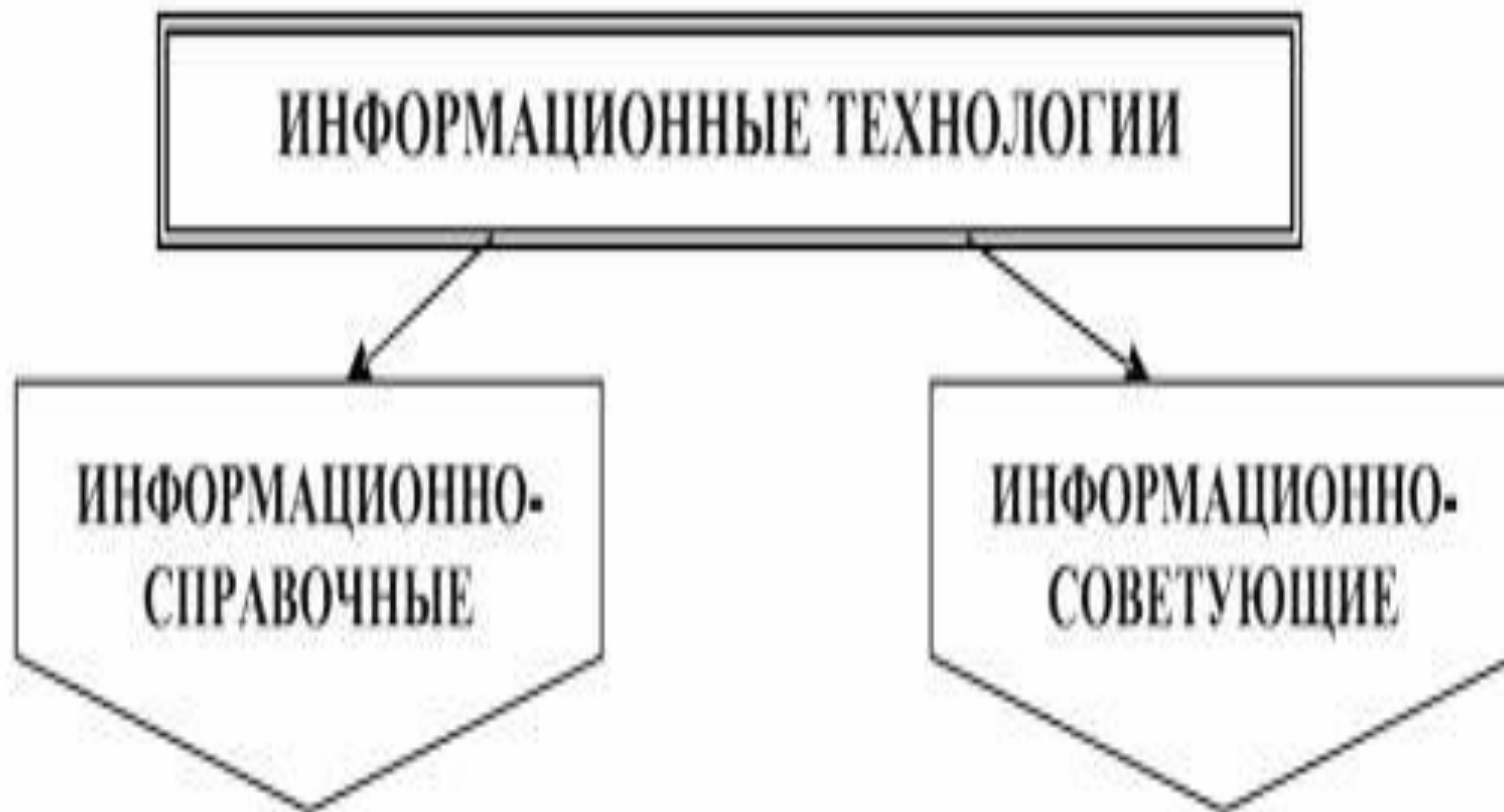 ИНФОРМАЦИОННЫЕ ТЕХНОЛОГИИ
ИНФОРМАЦИОННО-
СПРАВОЧНЫЕ
ИНФОРМАЦИОННО-
СОВЕТУЮЩИЕ